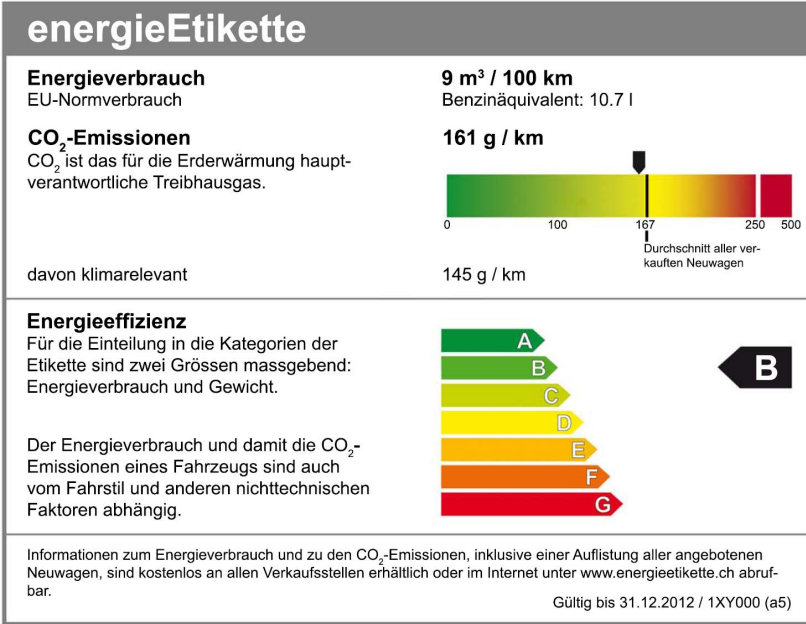 energieEtikette
Energieverbrauch
9 m³ / 100 km
EU-Normverbrauch
Benzinäquivalent: 10.7 l
CO₂-Emissionen
161 g / km
CO₂ ist das für die Erderwärmung haupt-
verantwortliche Treibhausgas.
0 100 167 250 500
Durchschnitt aller ver-
kauften Neuwagen
davon klimarelevant
145 g / km
Energieeffizienz
Für die Einteilung in die Kategorien der
Etikette sind zwei Grössen massgebend:
Energieverbrauch und Gewicht.
Der Energieverbrauch und damit die CO₂-
Emissionen eines Fahrzeugs sind auch
vom Fahrstil und anderen nichttechnischen
Faktoren abhängig.
A
B
C
D
E
F
G
B
Informationen zum Energieverbrauch und zu den CO₂-Emissionen, inklusive einer Auflistung aller angebotenen
Neuwagen, sind kostenlos an allen Verkaufsstellen erhältlich oder im Internet unter www.energieetikette.ch abruf-
bar.
Gültig bis 31.12.2012 / 1XY000 (a5)